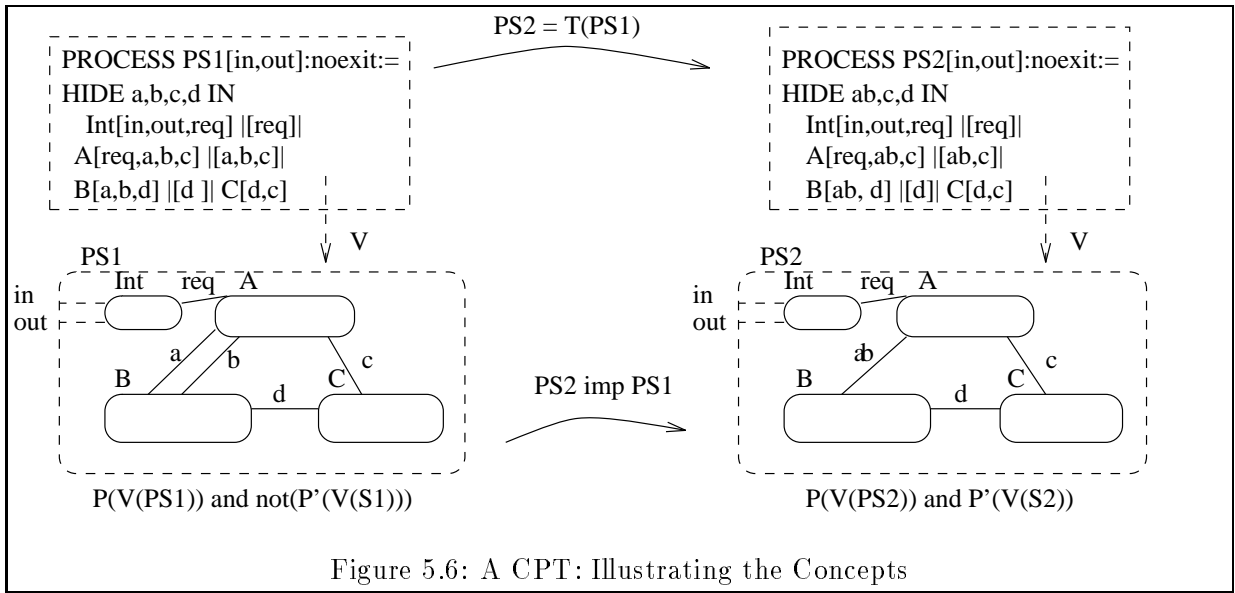 PS2 = T(PS1)
PROCESS PS1[in,out]:noexit:=
HIDE a,b,c,d IN
Int[in,out,req] |[req]|
A[req,a,b,c] |[a,b,c]|
B[a,b,d] |[d ]| C[d,c]
PROCESS PS2[in,out]:noexit:=
HIDE ab,c,d IN
Int[in,out,req] |[req]|
A[req,ab,c] |[ab,c]|
B[ab, d] |[d]| C[d,c]
V
V
PS1
Int
req
A
in
out
a
b
c
B
C
d
PS2 imp PS1
PS2
Int
req
A
in
out
ab
c
B
C
d
P(V(PS1)) and not(P'(V(S1)))
P(V(PS2)) and P'(V(S2))
Figure 5.6: A CPT: Illustrating the Concepts